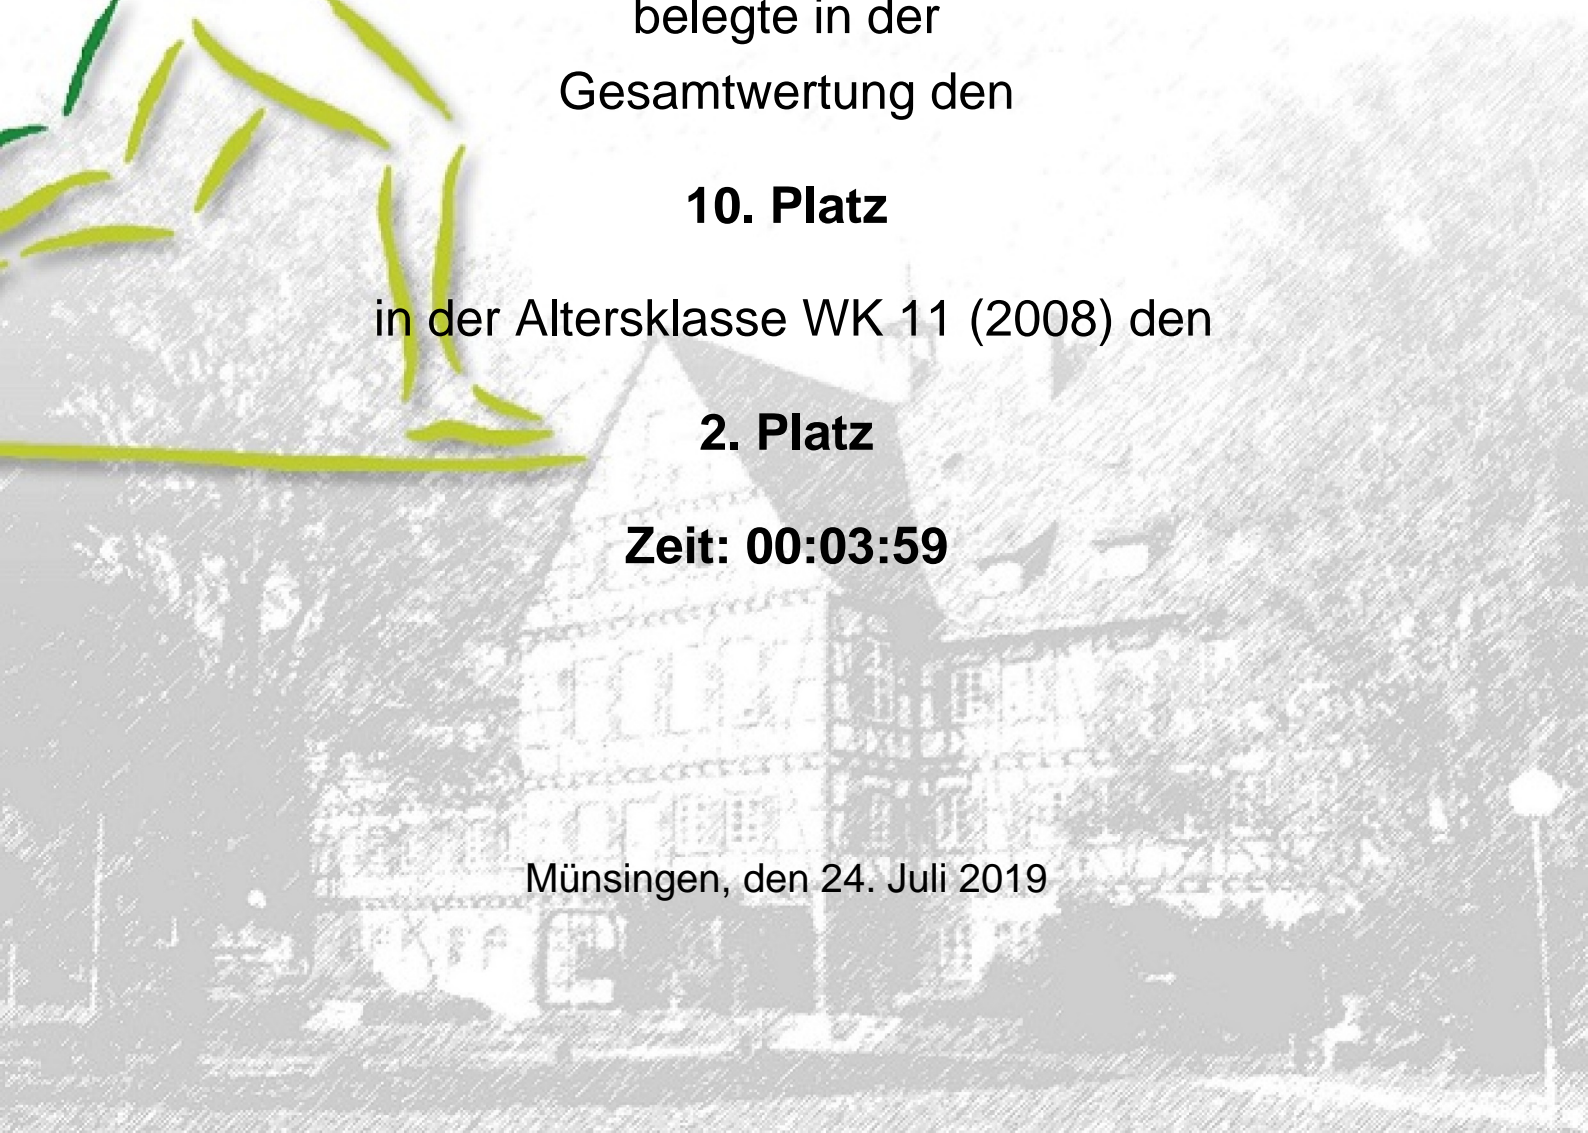 belegte in der
Gesamtwertung den
10. Platz
in der Altersklasse WK 11 (2008) den
2. Platz
Zeit: 00:03:59
Münsingen, den 24. Juli 2019